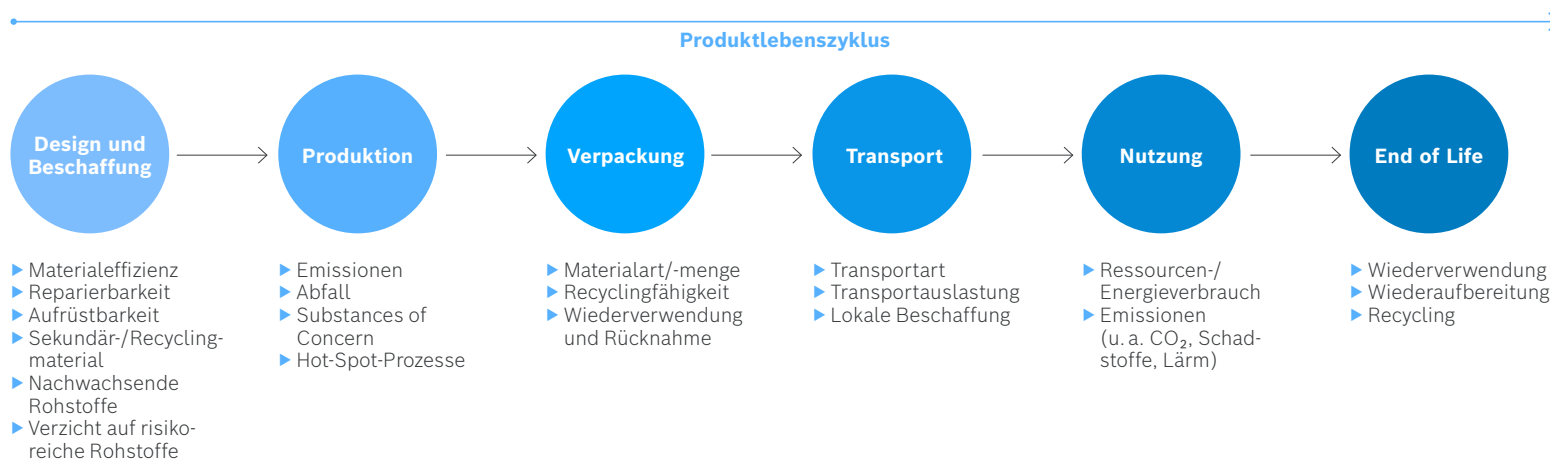 Produktlebenszyklus
Design und
Beschaffung
Produktion
Verpackung
Transport
Nutzung
End of Life
Materialeffizienz
Reparierbarkeit
Aufrüstbarkeit
Sekundär-/Recycling-
material
Nachwachsende
Rohstoffe
Verzicht auf risiko-
reiche Rohstoffe
Emissionen
Abfall
Substances of
Concern
Hot-Spot-Prozesse
Materialart/-menge
Recyclingfähigkeit
Wiederverwendung
und Rücknahme
Transportart
Transportauslastung
Lokale Beschaffung
Ressourcen-/
Energieverbrauch
Emissionen
(u. a. CO₂, Schad-
stoffe, Lärm)
Wiederverwendung
Wiederaufbereitung
Recycling